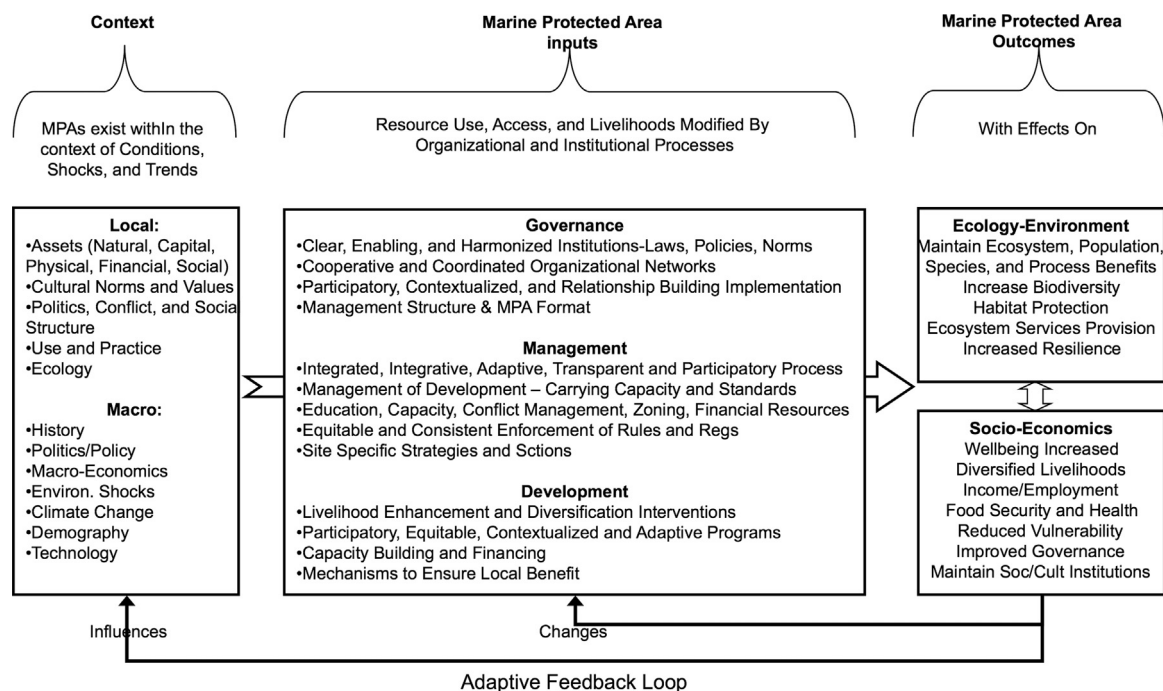 Context
MPAs exist withIn the
context of Conditions,
Shocks, and Trends
Local:
•Assets (Natural, Capital,
Physical, Financial, Social)
•Cultural Norms and Values
•Politics, Conflict, and Social
Structure
•Use and Practice
•Ecology
Macro:
•History
•Politics/Policy
•Macro-Economics
•Environ. Shocks
•Climate Change
•Demography
•Technology
Marine Protected Area
inputs
Resource Use, Access, and Livelihoods Modified By
Organizational and Institutional Processes
Governance
•Clear, Enabling, and Harmonized Institutions-Laws, Policies, Norms
•Cooperative and Coordinated Organizational Networks
•Participatory, Contextualized, and Relationship Building Implementation
•Management Structure & MPA Format
Management
•Integrated, Integrative, Adaptive, Transparent and Participatory Process
•Management of Development – Carrying Capacity and Standards
•Education, Capacity, Conflict Management, Zoning, Financial Resources
•Equitable and Consistent Enforcement of Rules and Regs
•Site Specific Strategies and Sctions
Development
•Livelihood Enhancement and Diversification Interventions
•Participatory, Equitable, Contextualized and Adaptive Programs
•Capacity Building and Financing
•Mechanisms to Ensure Local Benefit
Marine Protected Area
Outcomes
With Effects On
Ecology-Environment
Maintain Ecosystem, Population,
Species, and Process Benefits
Increase Biodiversity
Habitat Protection
Ecosystem Services Provision
Increased Resilience
Socio-Economics
Wellbeing Increased
Diversified Livelihoods
Income/Employment
Food Security and Health
Reduced Vulnerability
Improved Governance
Maintain Soc/Cult Institutions
Influences
Changes
Adaptive Feedback Loop